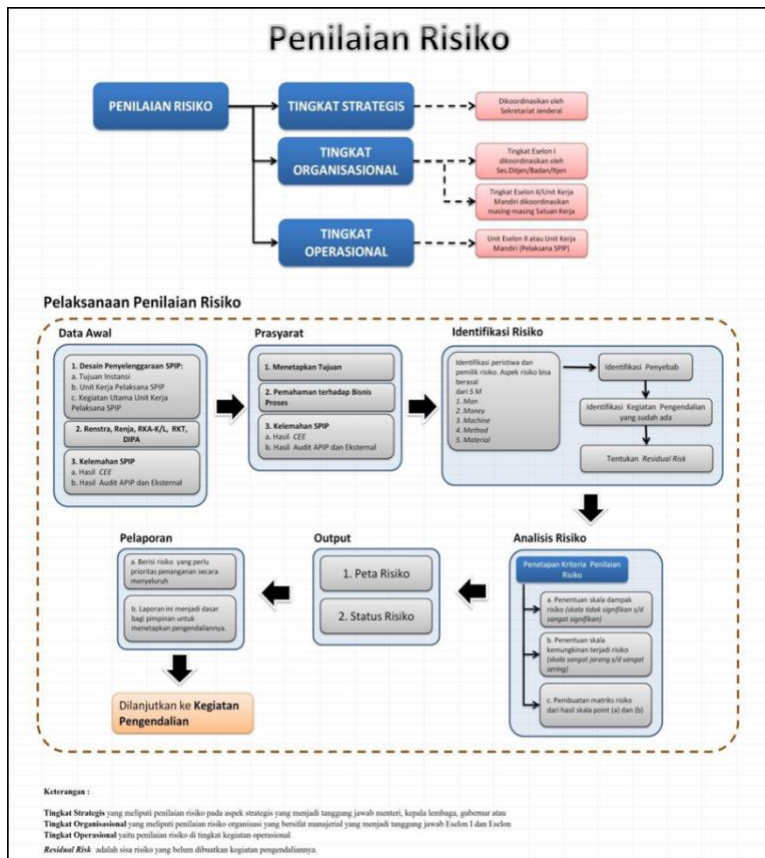 Penilaian Risiko
PENILAIAN RISIKO
TINGKAT STRATEGIS
Dikoordinasikan oleh
Sekretariat Jenderal
TINGKAT
ORGANISASIONAL
Tingkat Eselon I
dikoordinasikan oleh
Ses.Ditjen/Badan/Itjen
Tingkat Eselon II/Unit Kerja
Mandiri dikoordinasikan
masing-masing Satuan Kerja
TINGKAT
OPERASIONAL
Unit Eselon II atau Unit Kerja
Mandiri (Pelaksana SPIP)
Pelaksanaan Penilaian Risiko
Data Awal
1. Desain Penyelenggaraan SPIP:
a. Tujuan Instansi
b. Unit Kerja Pelaksana SPIP
c. Kegiatan Utama Unit Kerja
Pelaksana SPIP
2. Renstra, Renja, RKA-K/L, RKT,
DIPA
3. Kelemahan SPIP
a. Hasil CEE
b. Hasil Audit APIP dan Eksternal
Prasyarat
1. Menetapkan Tujuan
2. Pemahaman terhadap Bisnis
Proses
3. Kelemahan SPIP
a. Hasil CEE
b. Hasil Audit APIP dan Eksternal
Identifikasi Risiko
Identifikasi peristiwa dan
pemilik risiko. Aspek risiko bisa
berasal
dari 5 M
1. Man
2. Money
3. Machine
4. Method
5. Material
Identifikasi Penyebab
Identifikasi Kegiatan Pengendalian
yang sudah ada
Tentukan Residual Risk
Analisis Risiko
Penetapan Kriteria Penilaian
Risiko
a. Penentuan skala dampak
risiko (skala tidak signifikan s/d
sangat signifikan)
b. Penentuan skala
kemungkinan terjadi risiko
(skala sangat jarang s/d sangat
sering)
c. Pembuatan matriks risiko
dari hasil skala point (a) dan (b)
Output
1. Peta Risiko
2. Status Risiko
Pelaporan
a. Berisi risiko yang perlu
prioritas penanganan secara
menyeluruh
b. Laporan ini menjadi dasar
bagi pimpinan untuk
menetapkan pengendaliannya.
Dilanjutkan ke Kegiatan
Pengendalian
Keterangan :
Tingkat Strategis yang meliputi penilaian risiko pada aspek strategis yang menjadi tanggung jawab menteri, kepala lembaga, gubernur atau
Tingkat Organisasional yang meliputi penilaian risiko organisasi yang bersifat manajerial yang menjadi tanggung jawab Eselon I dan Eselon
Tingkat Operasional yaitu penilaian risiko di tingkat kegiatan operasional
Residual Risk adalah sisa risiko yang belum dibuatkan kegiatan pengendaliannya.